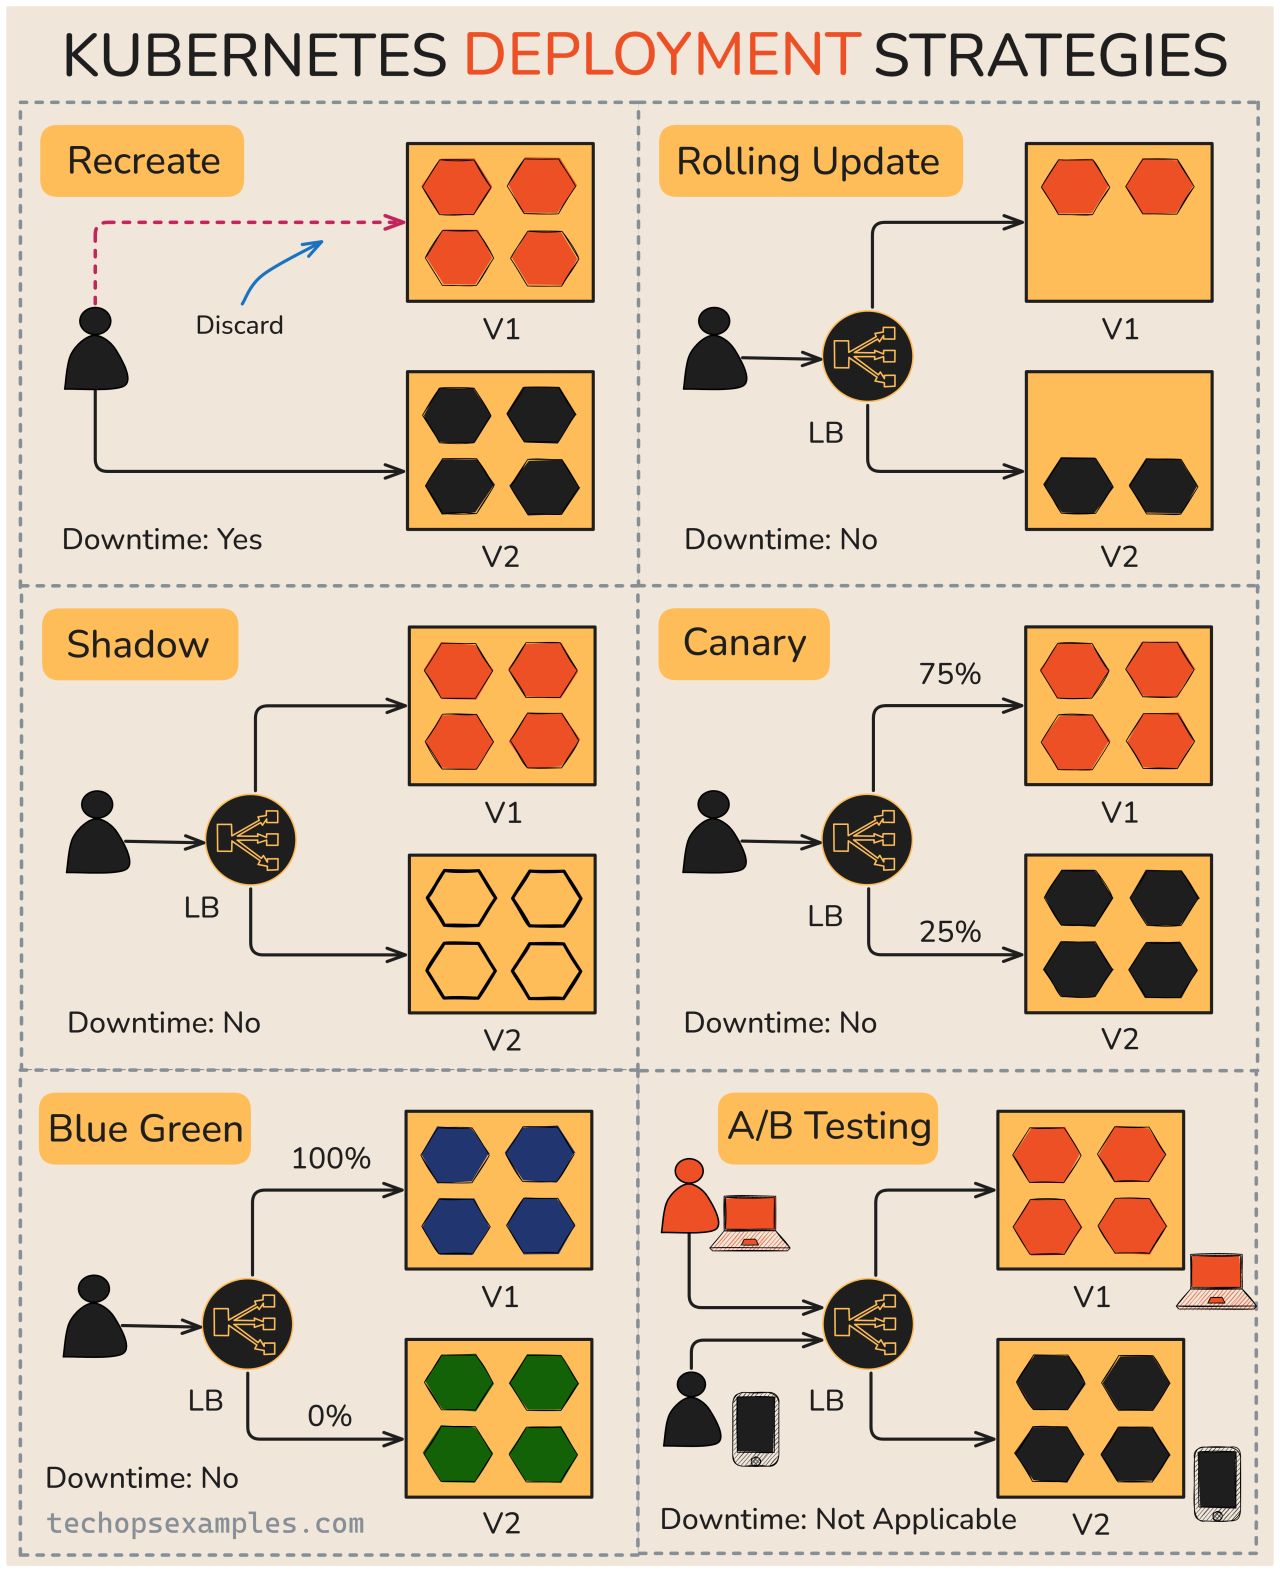 KUBERNETES DEPLOYMENT STRATEGIES
Recreate
Discard
V1
V2
Downtime: Yes
Rolling Update
LB
V1
V2
Downtime: No
Shadow
LB
V1
V2
Downtime: No
Canary
75%
V1
LB
25%
V2
Downtime: No
Blue Green
100%
V1
LB
0%
V2
Downtime: No
techopsexamples.com
A/B Testing
V1
LB
V2
Downtime: Not Applicable